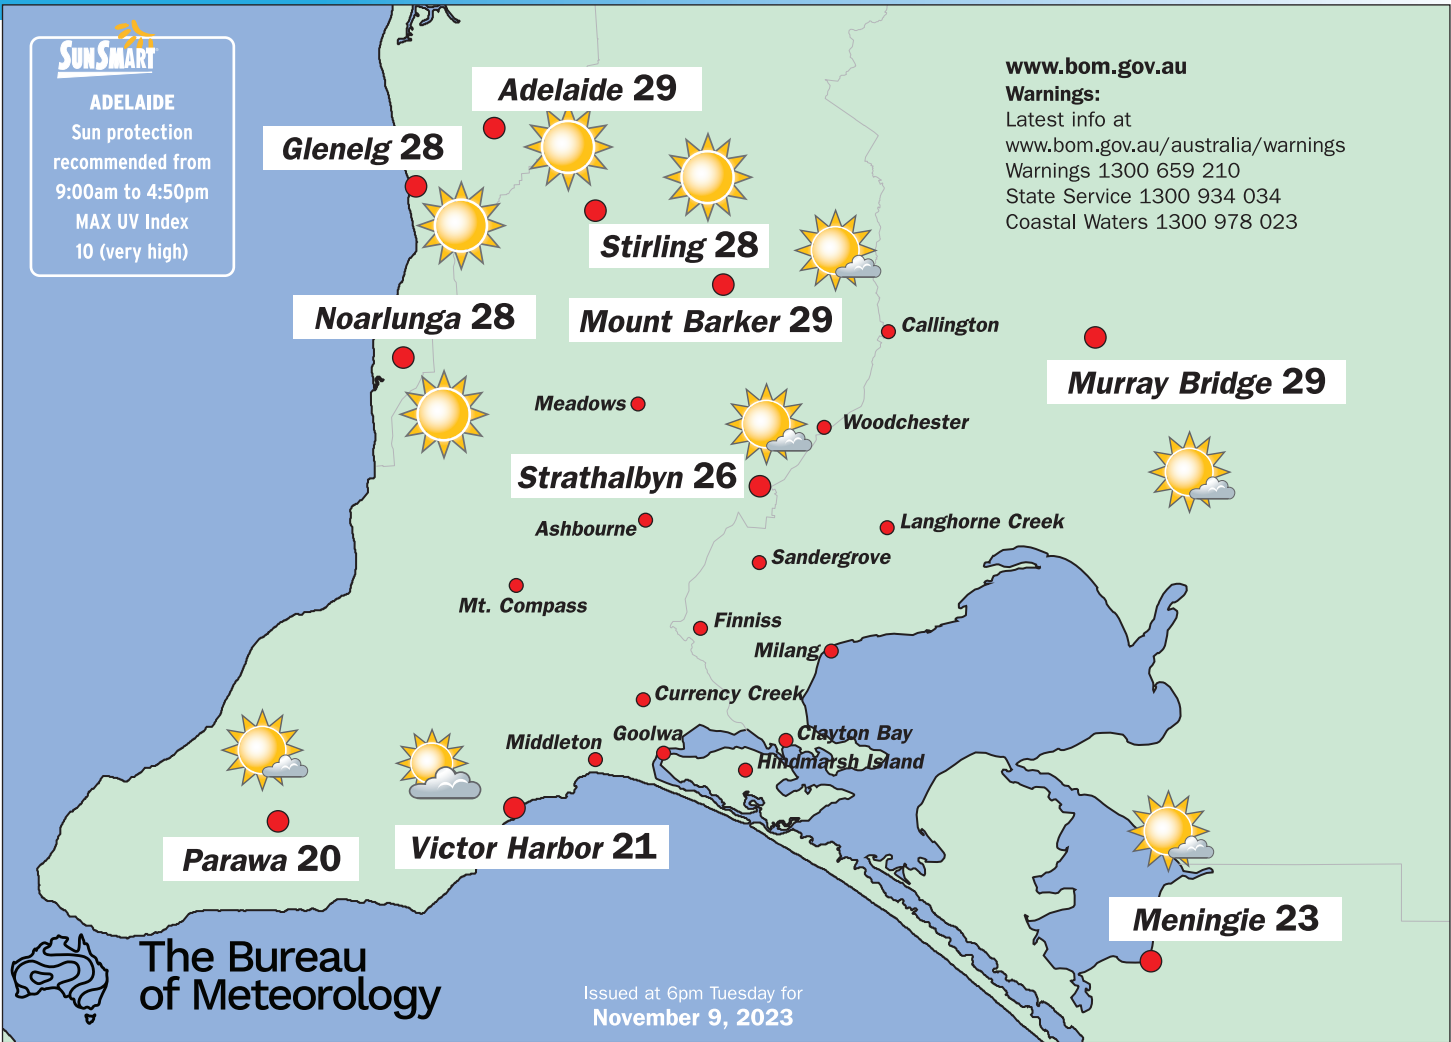 SUNSMART
ADELAIDE
Sun protection
recommended from
9:00am to 4:50pm
MAX UV Index
10 (very high)
www.bom.gov.au
Warnings:
Latest info at
www.bom.gov.au/australia/warnings
Warnings 1300 659 210
State Service 1300 934 034
Coastal Waters 1300 978 023
Adelaide 29
Glenelg 28
Stirling 28
Noarlunga 28
Mount Barker 29
Callington
Murray Bridge 29
Meadows
Woodchester
Strathalbyn 26
Ashbourne
Langhorne Creek
Sandergrove
Mt. Compass
Finniss
Milang
Currency Creek
Middleton
Goolwa
Clayton Bay
Hindmarsh Island
Parawa 20
Victor Harbor 21
Meningie 23
The Bureau
of Meteorology
Issued at 6pm Tuesday for
November 9, 2023